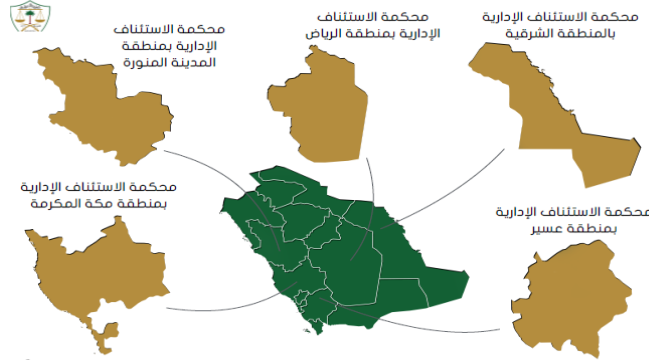 محكمة الاستئناف الإدارية
بالمنطقة الشرقية
محكمة الاستئناف
الإدارية بمنطقة الرياض
محكمة الاستئناف
الإدارية بمنطقة
المدينة المنورة
محكمة الاستئناف الإدارية
بمنطقة مكة المكرمة
محكمة الاستئناف الإدارية
بمنطقة عسير